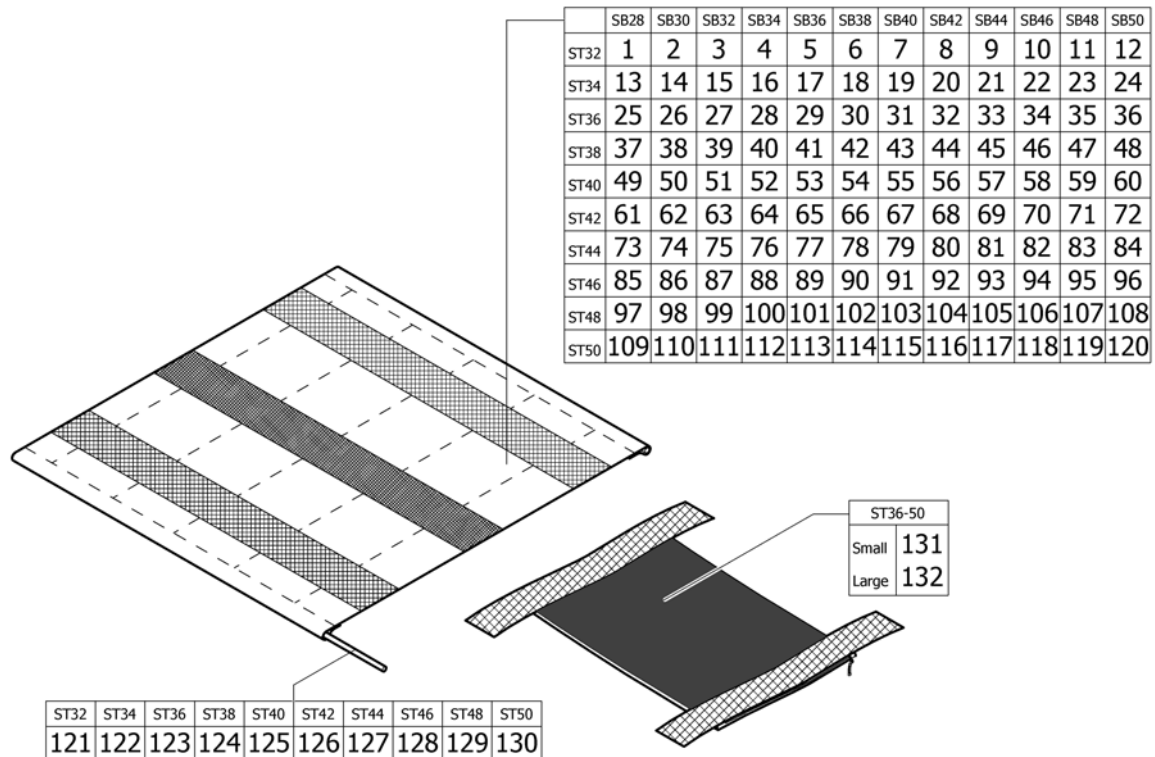 SB28 SB30 SB32 SB34 SB36 SB38 SB40 SB42 SB44 SB46 SB48 SB50
ST32 1 2 3 4 5 6 7 8 9 10 11 12
ST34 13 14 15 16 17 18 19 20 21 22 23 24
ST36 25 26 27 28 29 30 31 32 33 34 35 36
ST38 37 38 39 40 41 42 43 44 45 46 47 48
ST40 49 50 51 52 53 54 55 56 57 58 59 60
ST42 61 62 63 64 65 66 67 68 69 70 71 72
ST44 73 74 75 76 77 78 79 80 81 82 83 84
ST46 85 86 87 88 89 90 91 92 93 94 95 96
ST48 97 98 99 100 101 102 103 104 105 106 107 108
ST50 109 110 111 112 113 114 115 116 117 118 119 120
ST36-50
Small 131
Large 132
ST32 ST34 ST36 ST38 ST40 ST42 ST44 ST46 ST48 ST50
121 122 123 124 125 126 127 128 129 130